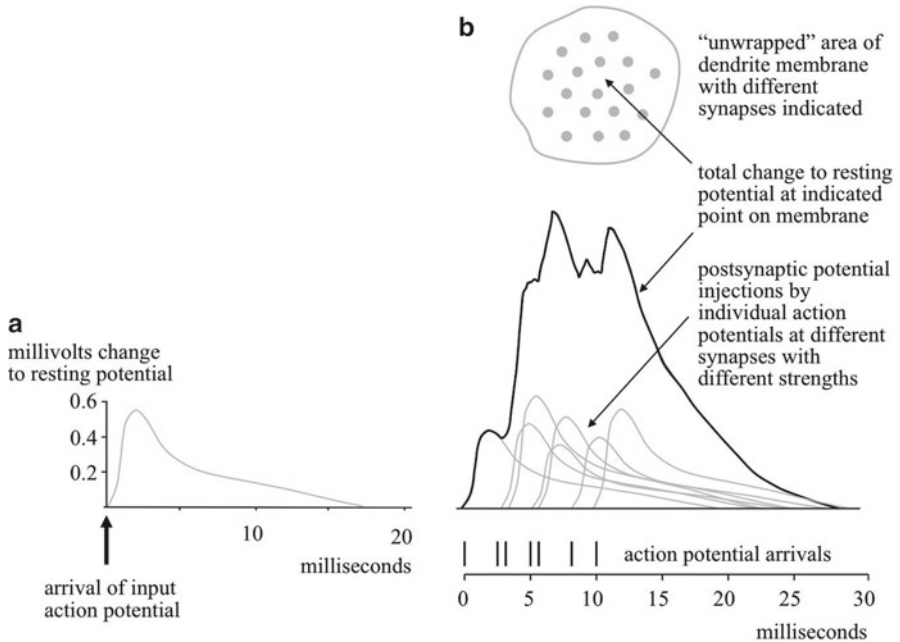 a
millivolts change
to resting potential
0.6
0.4
0.2
10
20
milliseconds
arrival of input
action potential
b
“unwrapped” area of
dendrite membrane
with different
synapses indicated
total change to resting
potential at indicated
point on membrane
postsynaptic potential
injections by
individual action
potentials at different
synapses with
different strengths
action potential arrivals
0 5 10 15 20 25 30
milliseconds